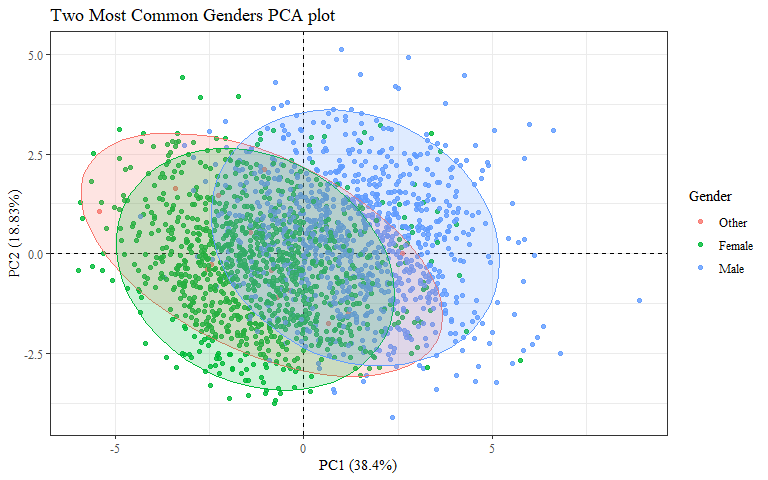 Two Most Common Genders PCA plot
5.0
2.5
0.0
-2.5
PC2 (18.83%)
-5
0
5
PC1 (38.4%)
Gender
Other
Female
Male